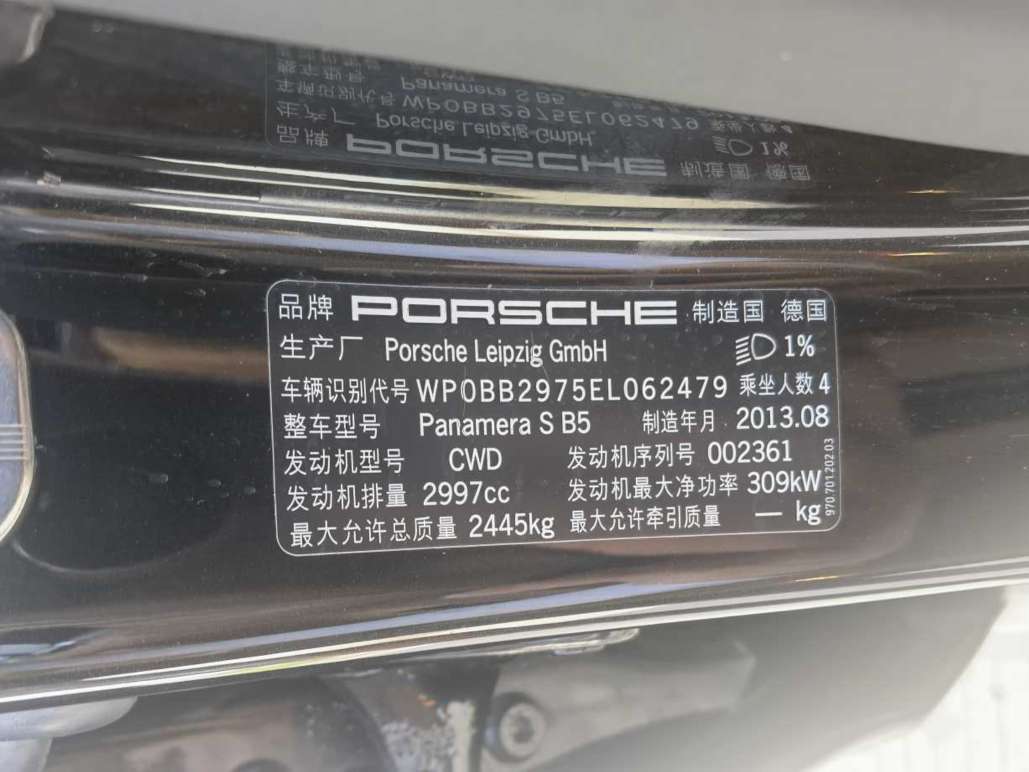 品牌 PORSCHE 制造国 德国
生产厂 Porsche Leipzig GmbH 1%
车辆识别代号 WP0BB2975EL062479 乘坐人数 4
整车型号 Panamera S B5 制造年月 2013.08
发动机型号 CWD 发动机序列号 002361
发动机排量 2997cc 发动机最大净功率 309kW
最大允许总质量 2445kg 最大允许牵引质量 — kg
970.701.202.03